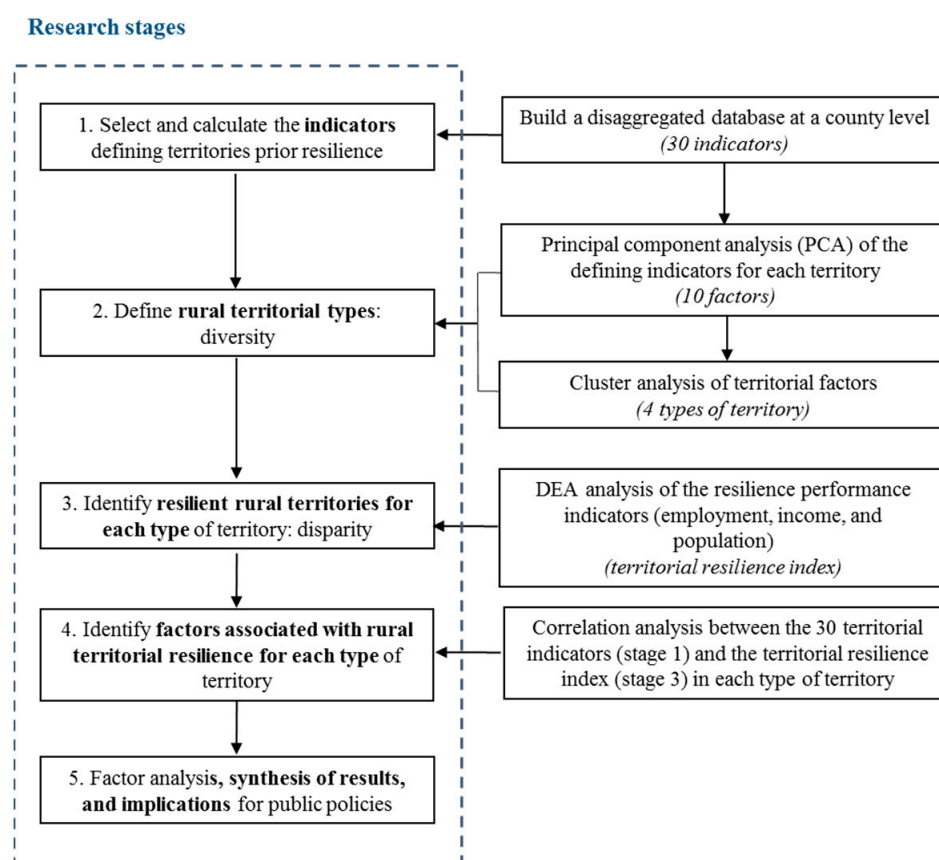 Research stages
1. Select and calculate the indicators
defining territories prior resilience
Build a disaggregated database at a county level
(30 indicators)
Principal component analysis (PCA) of the
defining indicators for each territory
(10 factors)
2. Define rural territorial types:
diversity
Cluster analysis of territorial factors
(4 types of territory)
3. Identify resilient rural territories for
each type of territory: disparity
DEA analysis of the resilience performance
indicators (employment, income, and
population)
(territorial resilience index)
4. Identify factors associated with rural
territorial resilience for each type of
territory
Correlation analysis between the 30 territorial
indicators (stage 1) and the territorial resilience
index (stage 3) in each type of territory
5. Factor analysis, synthesis of results,
and implications for public policies